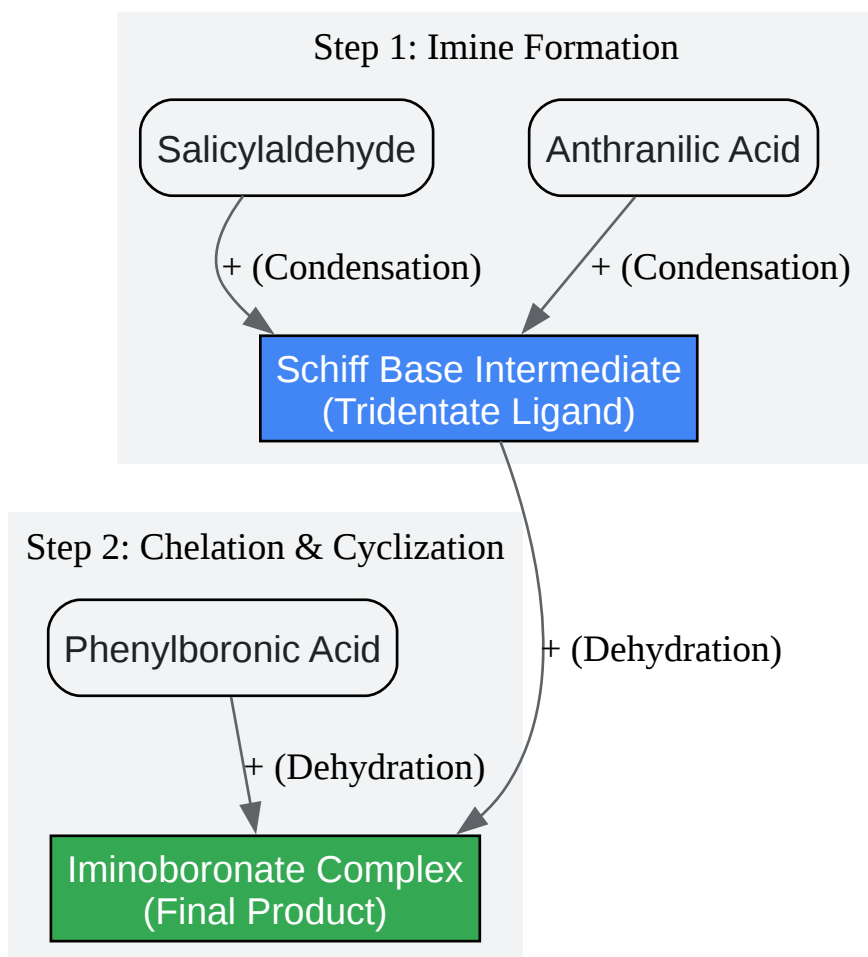 Step 1: Imine Formation
Salicylaldehyde
Anthranilic Acid
+ (Condensation)
+ (Condensation)
Schiff Base Intermediate
(Tridentate Ligand)
Step 2: Chelation & Cyclization
Phenylboronic Acid
+ (Dehydration)
+ (Dehydration)
Iminoboronate Complex
(Final Product)